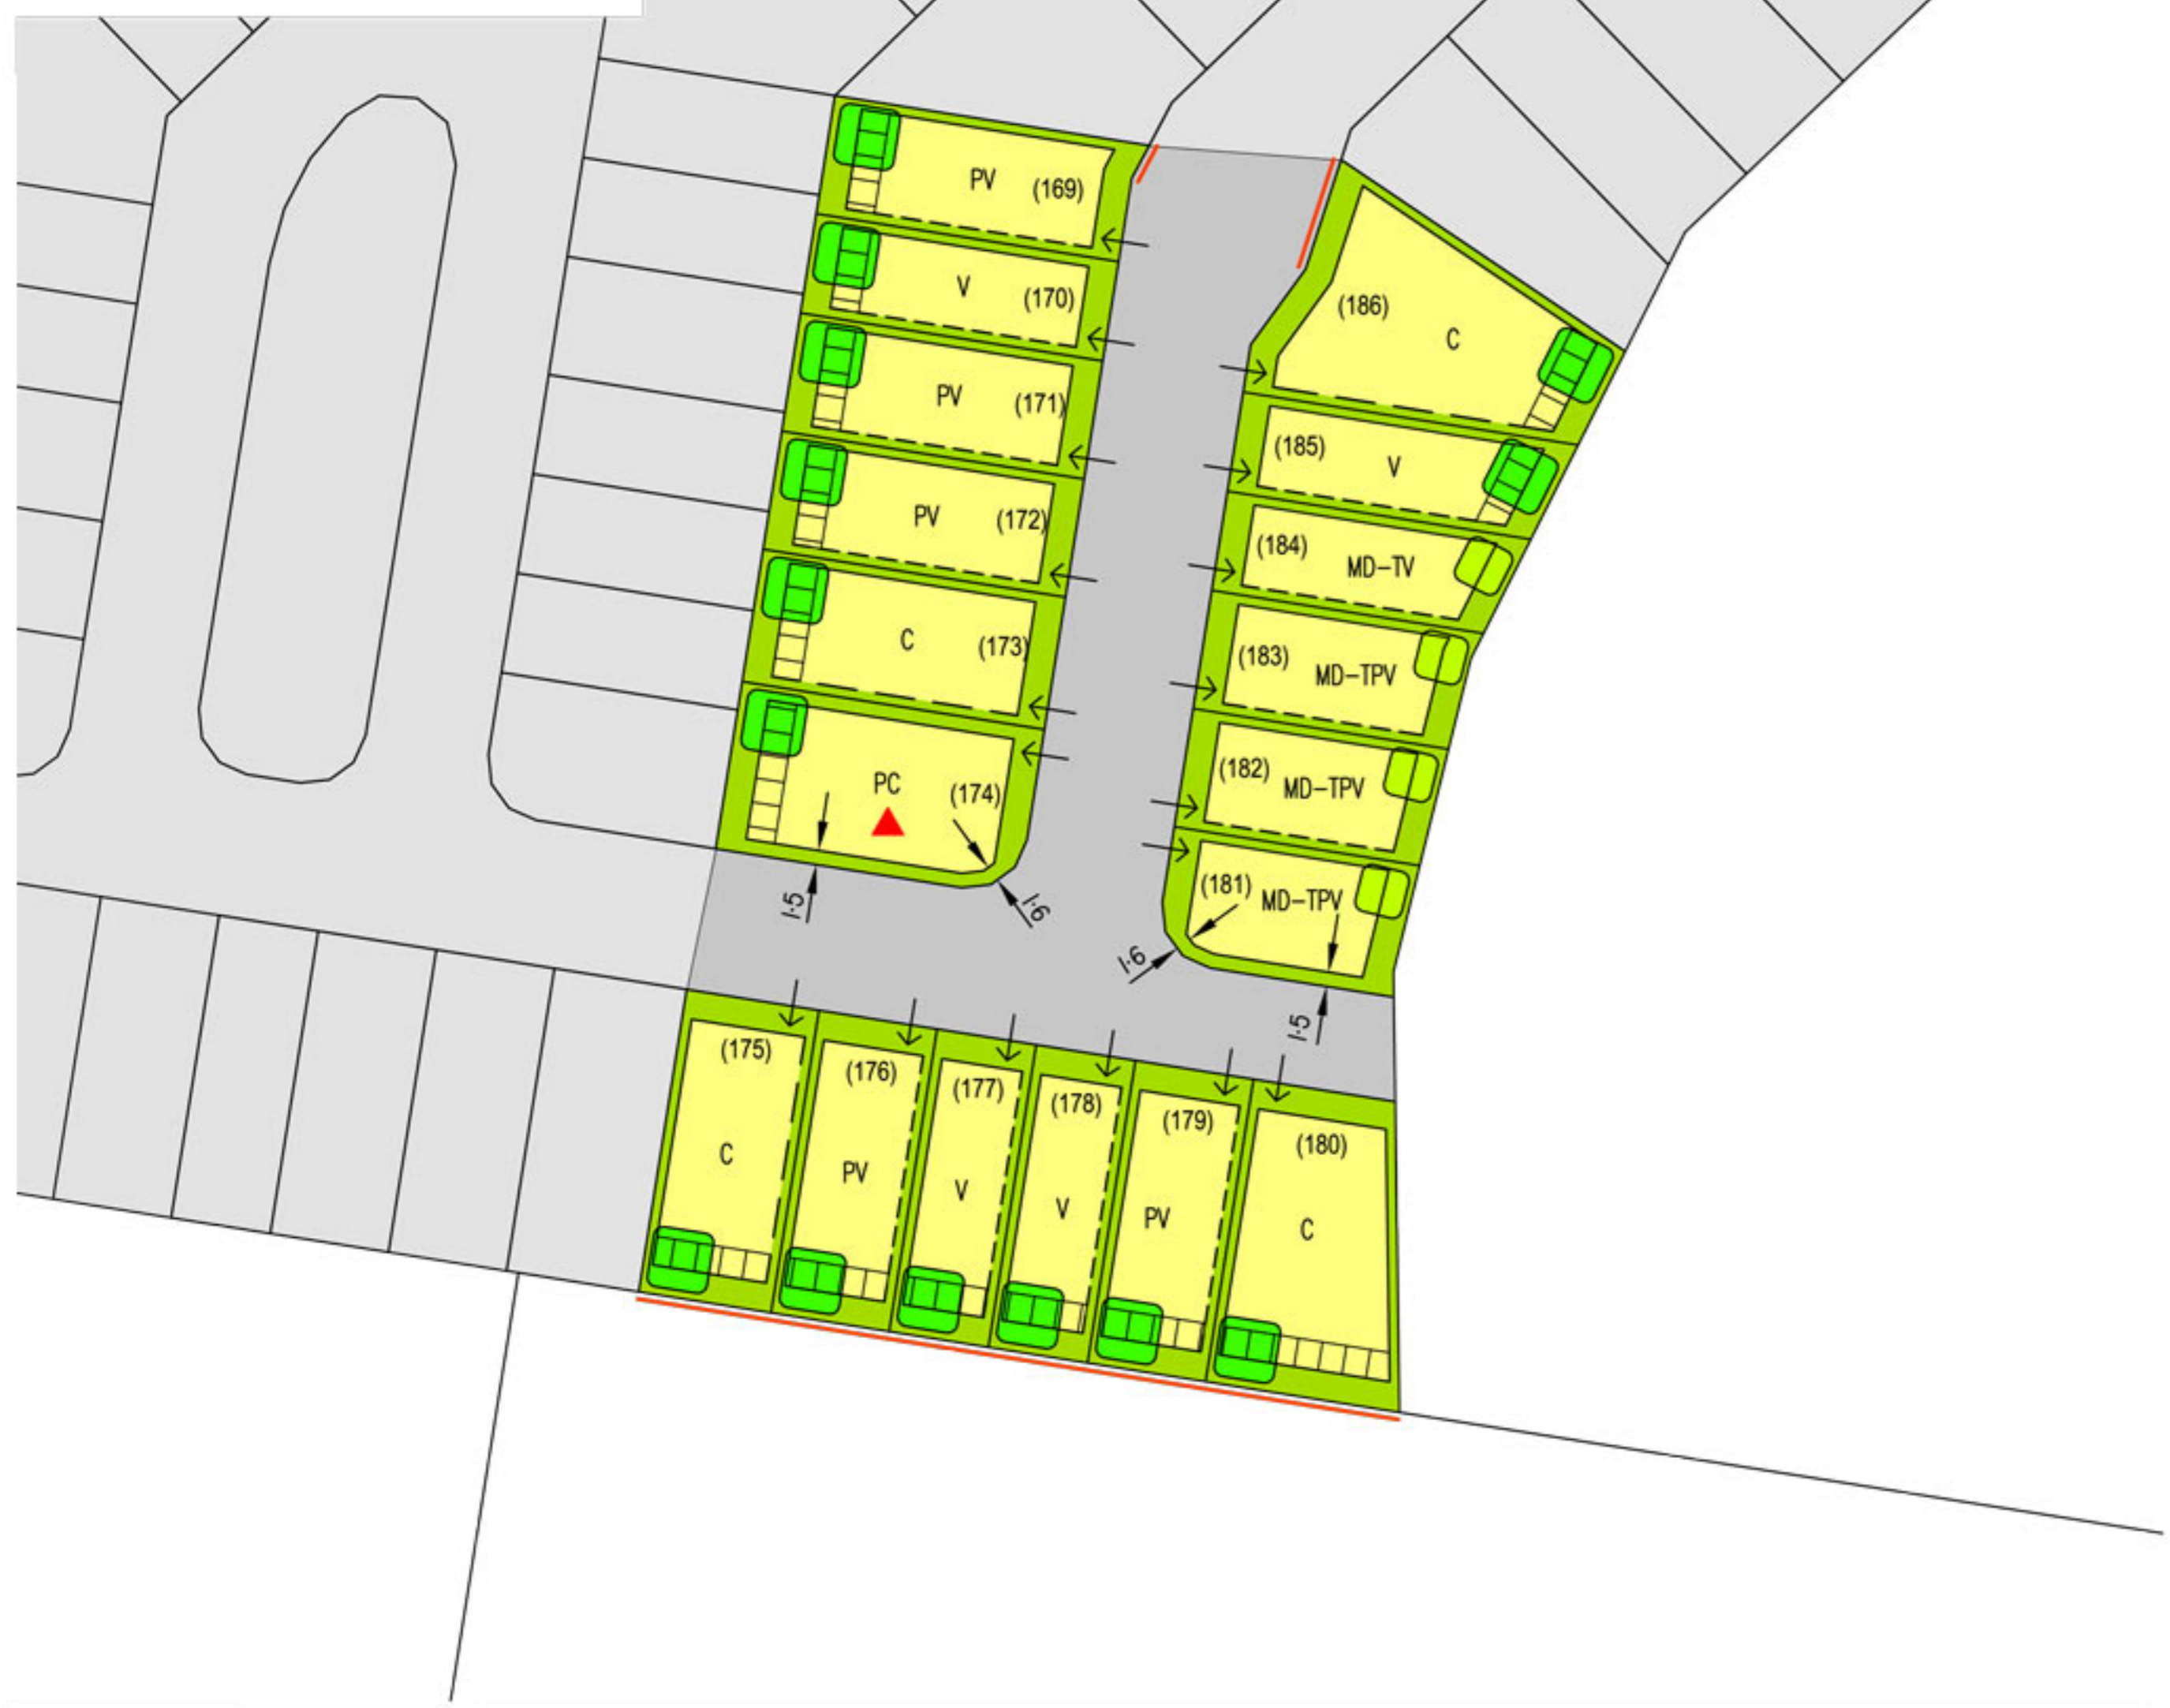 PV (169)
V (170)
PV (171)
PV (172)
C (173)
PC (174)
1·5
1·6
(186) C
(185) V
(184) MD-TV
(183) MD-TPV
(182) MD-TPV
(181) MD-TPV
1·6
1·5
(175) C
(176) PV
(177) V
(178) V
(179) PV
(180) C